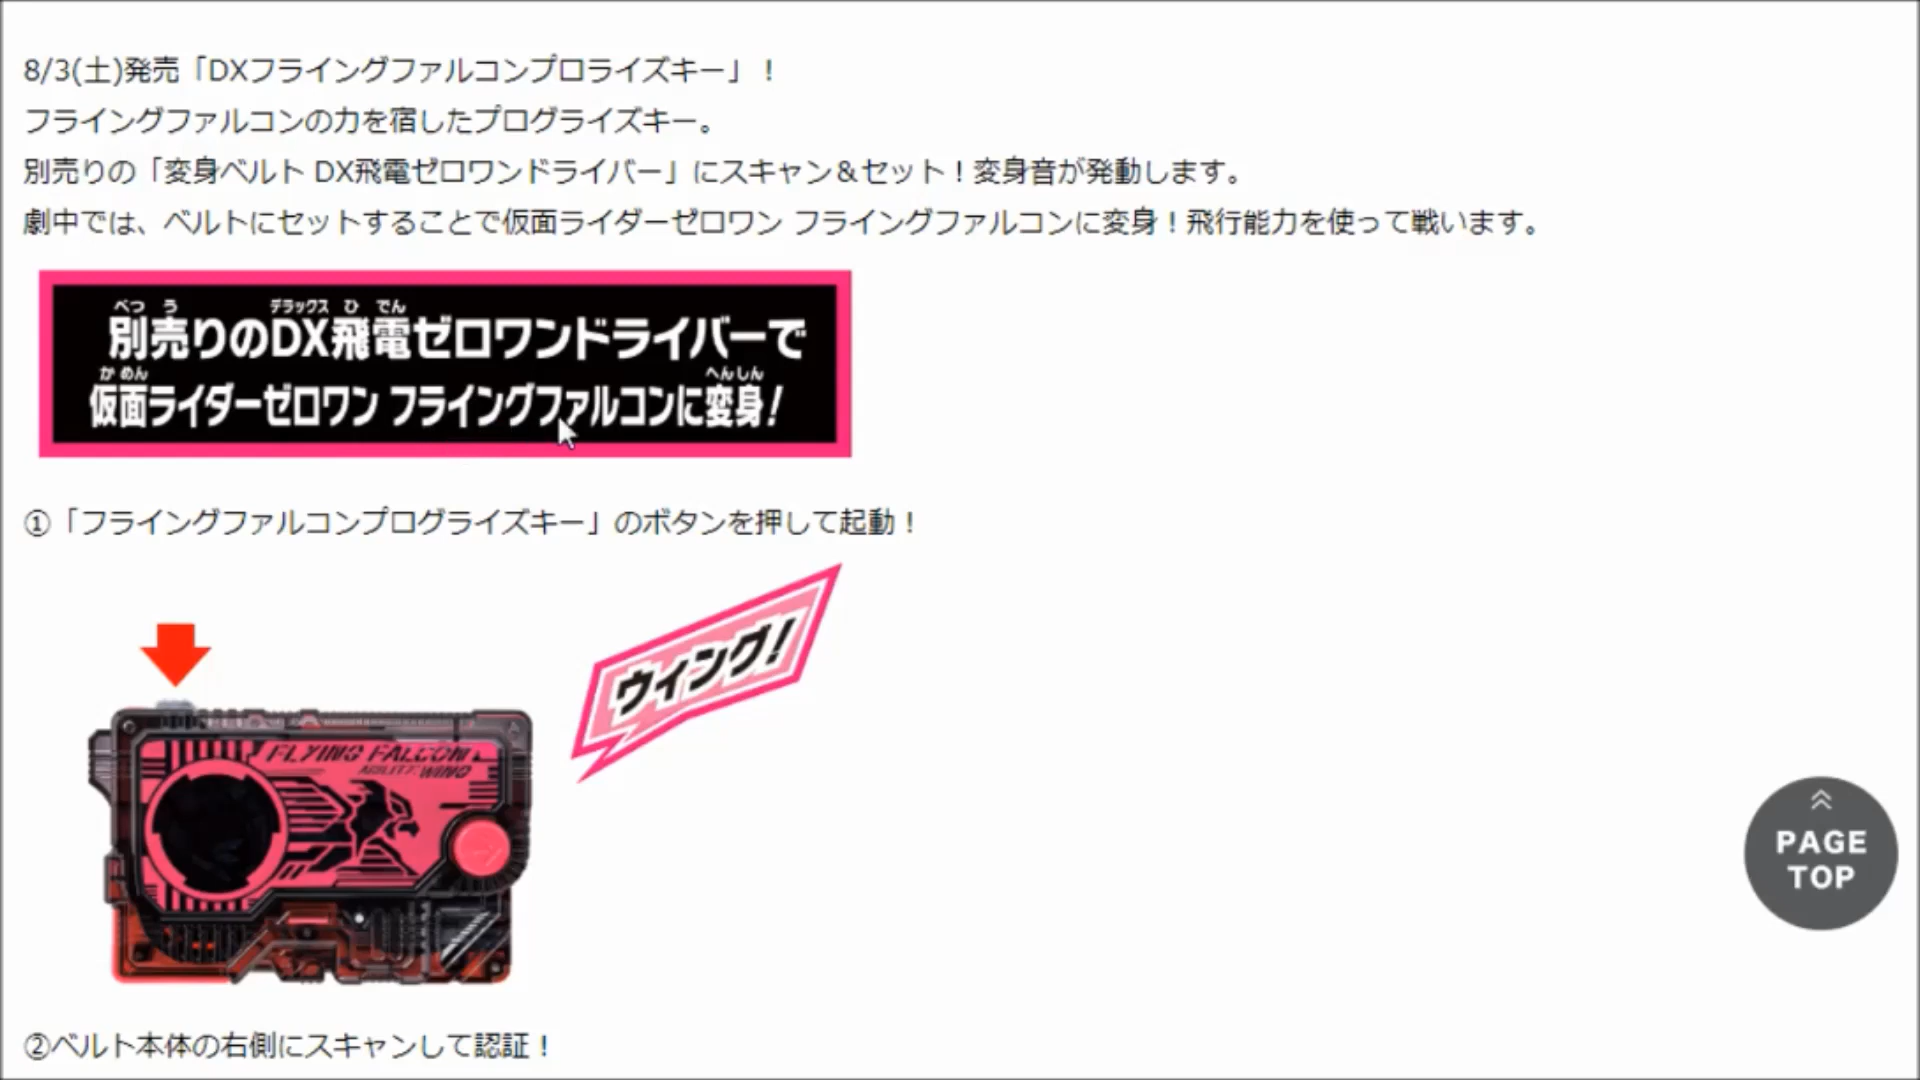 8/3(土)発売「DXフライングファルコンプロライズキー」！
フライングファルコンの力を宿したプログライズキー。
別売りの「変身ベルト DX飛電ゼロワンドライバー」にスキャン＆セット！変身音が発動します。
劇中では、ベルトにセットすることで仮面ライダーゼロワン フライングファルコンに変身！飛行能力を使って戦います。
べつ う デラックス ひ でん
別売りのDX飛電ゼロワンドライバーで
か めん へんしん
仮面ライダーゼロワン フライングファルコンに変身！
①「フライングファルコンプログライズキー」のボタンを押して起動！
ウイング！
FLYING FALCON
ABILITY: WING
PAGE
TOP
②ベルト本体の右側にスキャンして認証！